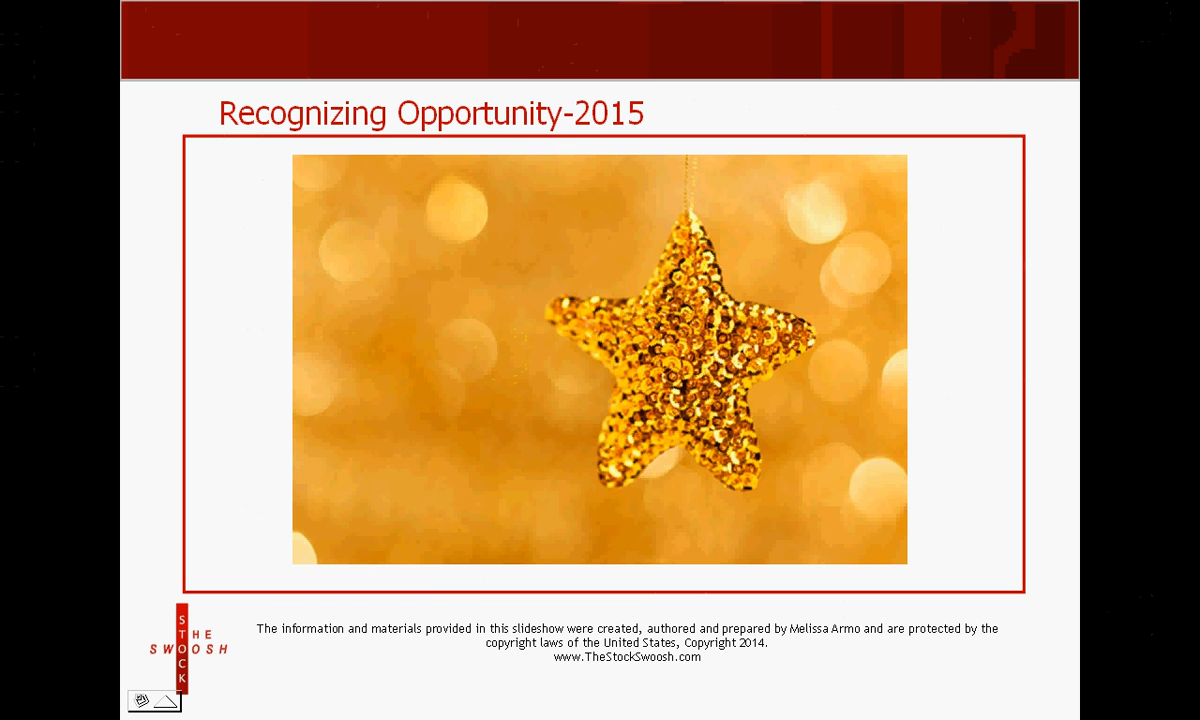 Recognizing Opportunity-2015
The information and materials provided in this slideshow were created, authored and prepared by Melissa Armo and are protected by the
copyright laws of the United States, Copyright 2014.
www.TheStockSwoosh.com
THE
STOCK
SWOOSH